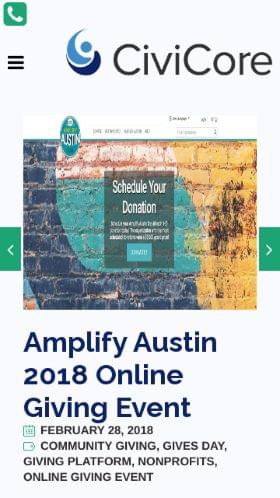 CiviCore
AUSTIN
Schedule Your
Donation
DONATE
Amplify Austin
2018 Online
Giving Event
FEBRUARY 28, 2018
COMMUNITY GIVING, GIVES DAY,
GIVING PLATFORM, NONPROFITS,
ONLINE GIVING EVENT